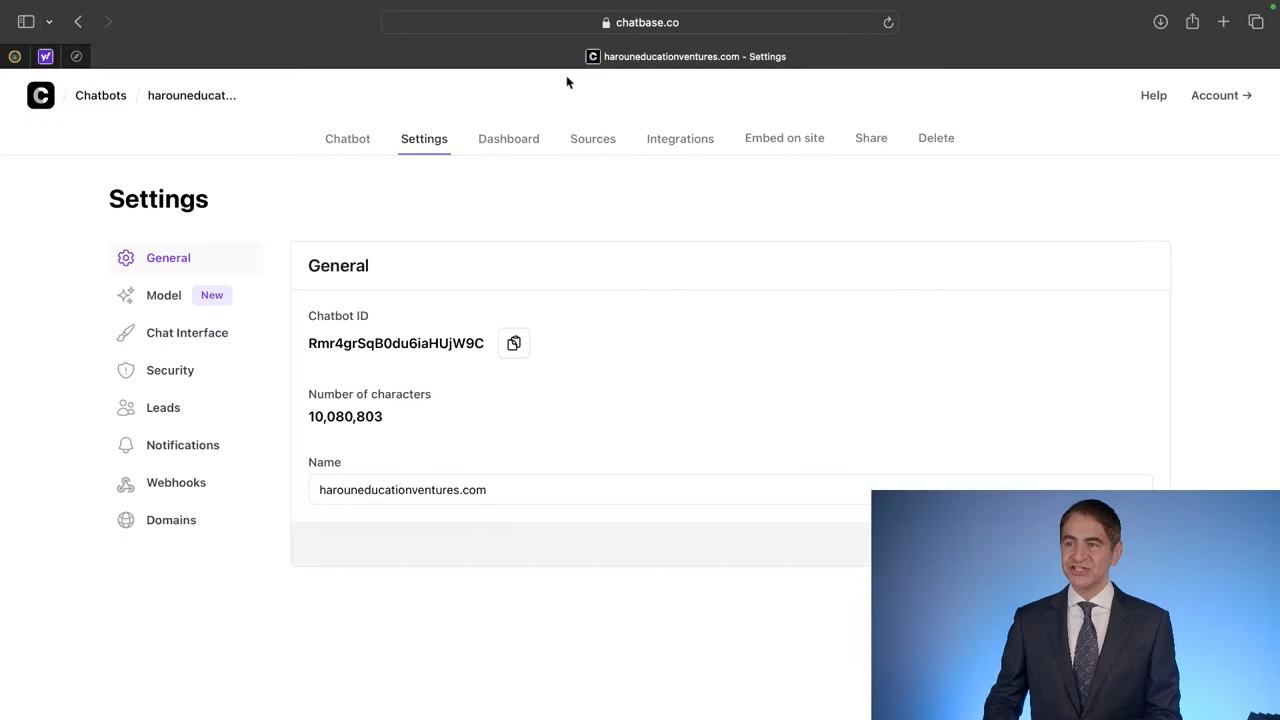 chatbase.co
harouneducationventures.com - Settings
C
Chatbots
harouneducat...
Help
Account →
Chatbot
Settings
Dashboard
Sources
Integrations
Embed on site
Share
Delete
Settings
General
Model
New
Chat Interface
Security
Leads
Notifications
Webhooks
Domains
General
Chatbot ID
Rmr4grSqB0du6iaHUjW9C
Number of characters
10,080,803
Name
harouneducationventures.com